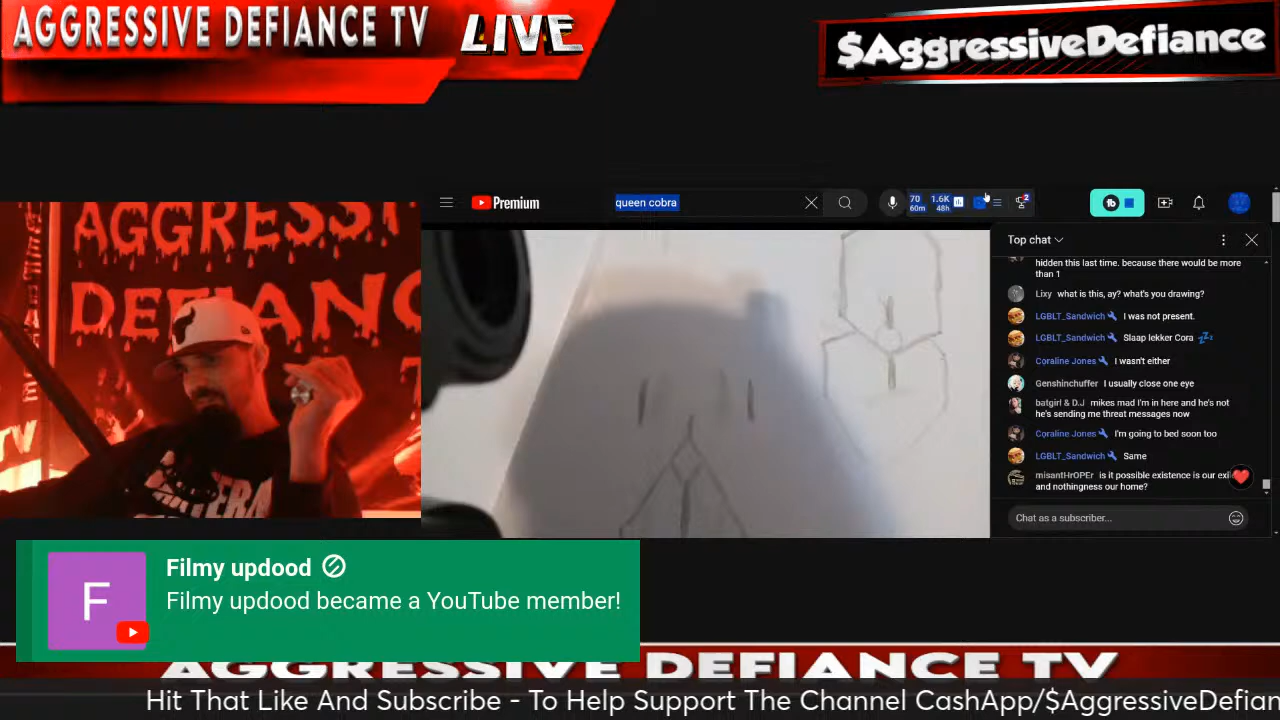 AGGRESSIVE DEFIANCE TV
LIVE
$AggressiveDefiance
Premium
queen cobra
70
60m
1.6K
48h
2
tb
AGGRESSI
DEFIANC
TV
Top chat
hidden this last time. because there would be more
than 1
Lixy what is this, ay? what's you drawing?
LGBLT_Sandwich I was not present.
LGBLT_Sandwich Slaap lekker Cora 💤
Coraline Jones I wasn't either
Genshinchuffer I usually close one eye
batgirl & D.J mikes mad I'm in here and he's not
he's sending me threat messages now
Coraline Jones I'm going to bed soon too
LGBLT_Sandwich Same
misantHrOPEr is it possible existence is our exi
and nothingness our home?
Chat as a subscriber...
F
Filmy updood
Filmy updood became a YouTube member!
AGGRESSIVE DEFIANCE TV
Hit That Like And Subscribe - To Help Support The Channel CashApp/$AggressiveDefian